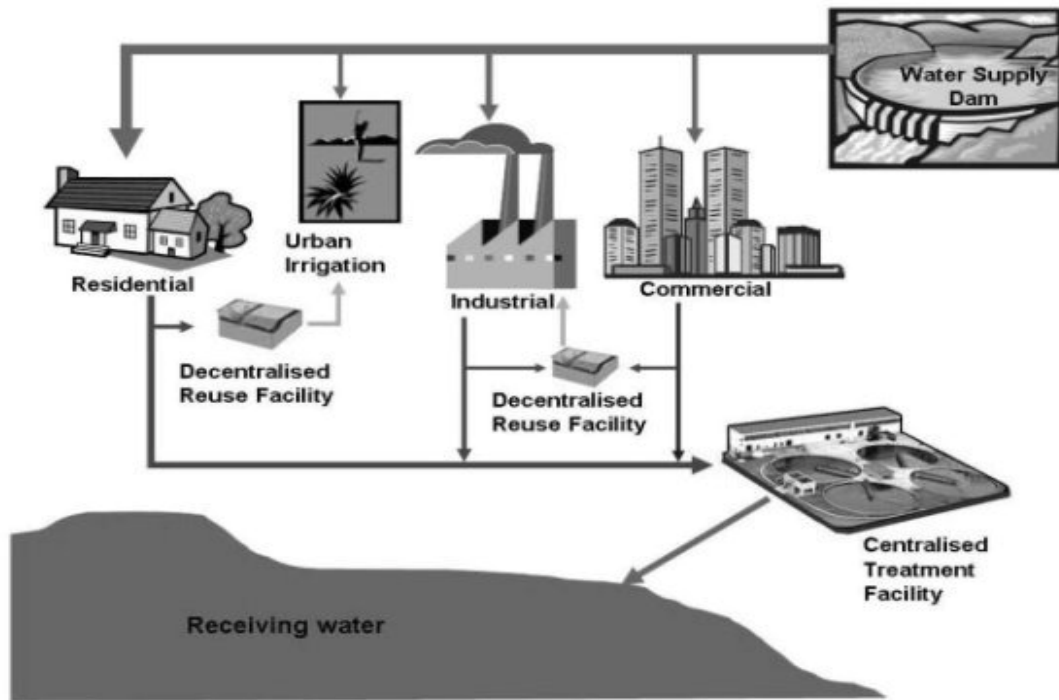 Water Supply
Dam
Residential
Urban
Irrigation
Industrial
Commercial
Decentralised
Reuse Facility
Decentralised
Reuse Facility
Centralised
Treatment
Facility
Receiving water